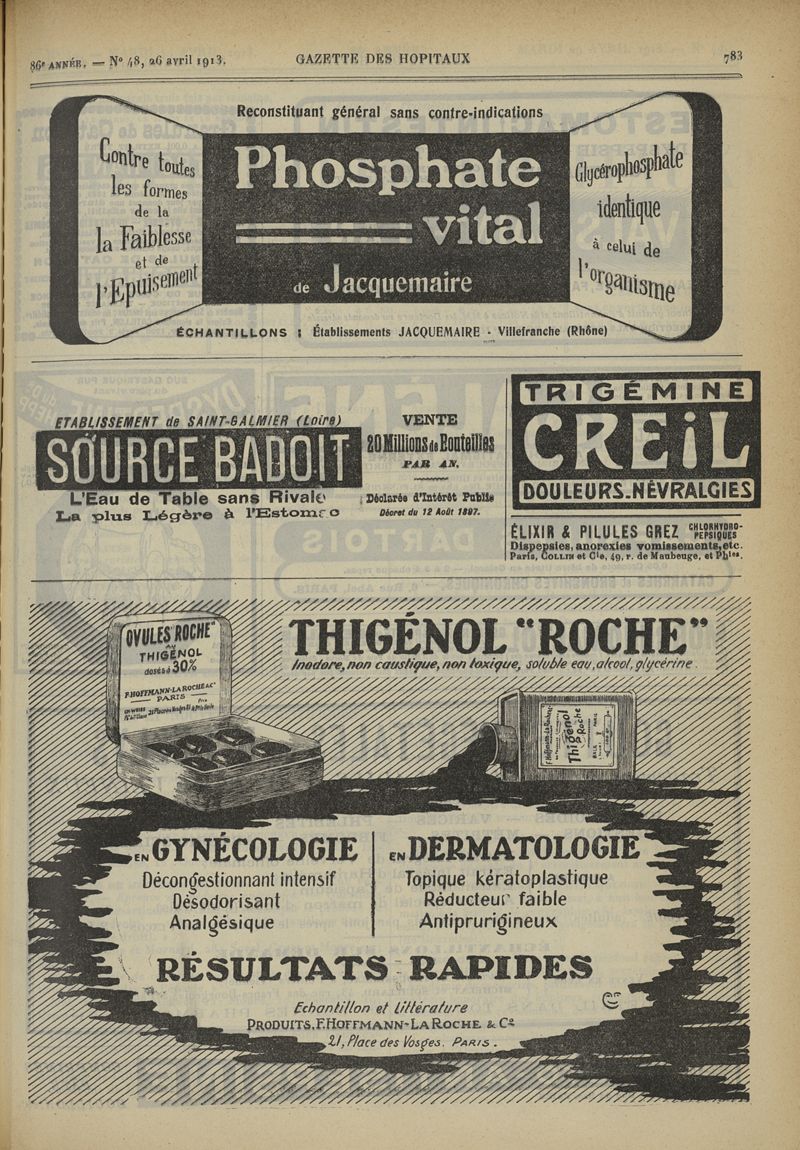 86e ANNÉE. — No 48, 26 avril 1913.
GAZETTE DES HOPITAUX
783
Reconstituant général sans contre-indications
Contre toutes
les formes
de la
la Faiblesse
et de
l'Epuisement
Phosphate
vital
de Jacquemaire
Glycérophosphate
identique
à celui de
l'organisme
ÉCHANTILLONS : Établissements JACQUEMAIRE - Villefranche (Rhône)
ETABLISSEMENT de SAINT-GALMIER (Loire)
SOURCE BADOIT
L'Eau de Table sans Rivale
La plus Légère à l'Estomac
VENTE
20 Millions de Bouteilles
PAR AN.
Déclarée d'Intérêt Public
Décret du 12 Août 1897.
TRIGÉMINE
CREiL
DOULEURS_NÉVRALGIES
ÉLIXIR & PILULES GREZ CHLORHYDRO-PEPSIQUES
Dispepsies, anorexies vomissements, etc.
Paris, COLLIN et Cie, 49, r. de Maubeuge, et Phies.
OVULES ROCHE"
AU
THIGÉNOL
dosés à 30%
F. HOFFMANN-LA ROCHE & Co
PARIS
THIGÉNOL "ROCHE"
Inodore, non caustique, non toxique, soluble eau, alcool, glycérine.
Thigénol
Roche
EN GYNÉCOLOGIE
Décongestionnant intensif
Désodorisant
Analgésique
EN DERMATOLOGIE
Topique kératoplastique
Réducteur faible
Antiprurigineux
RÉSULTATS RAPIDES
Echantillon et Littérature
PRODUITS. F. HOFFMANN-LA ROCHE & Co
21, Place des Vosges. PARIS.